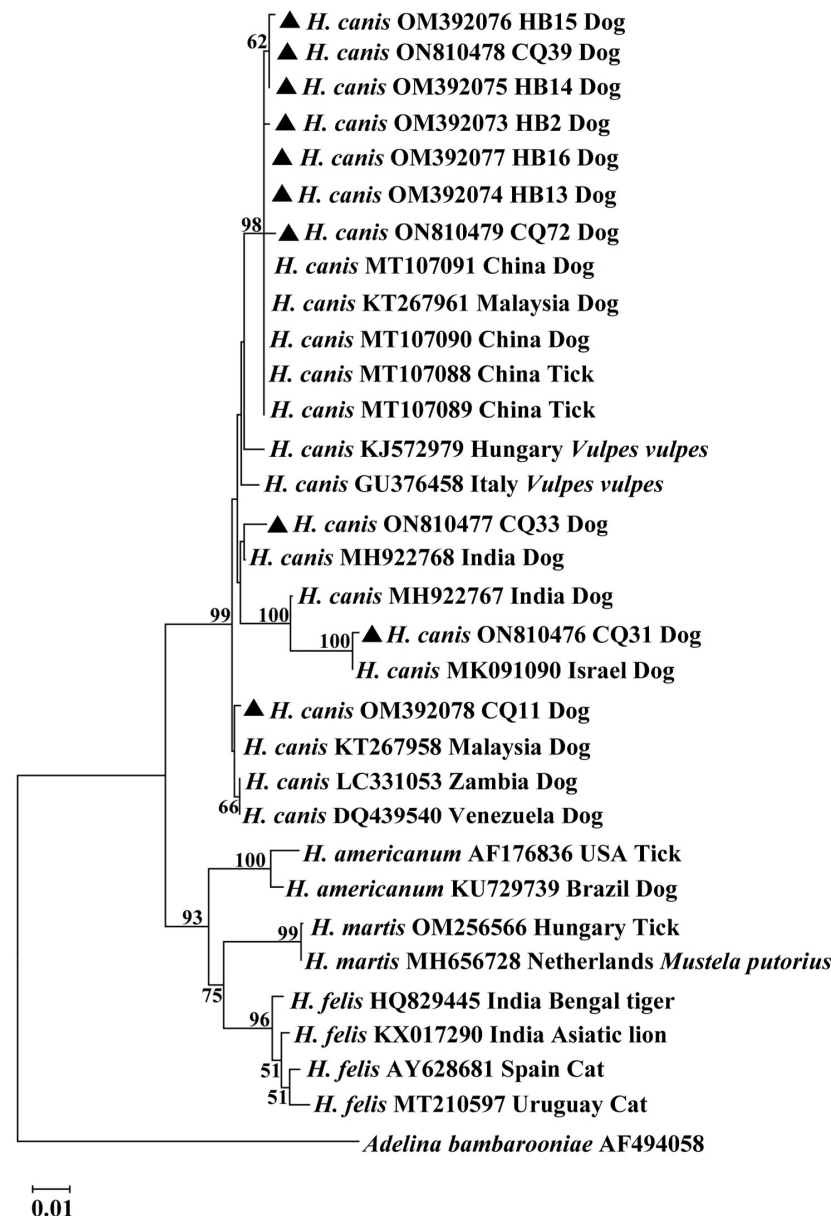 H. canis OM392076 HB15 Dog
62
H. canis ON810478 CQ39 Dog
H. canis OM392075 HB14 Dog
H. canis OM392073 HB2 Dog
H. canis OM392077 HB16 Dog
H. canis OM392074 HB13 Dog
98
H. canis ON810479 CQ72 Dog
H. canis MT107091 China Dog
H. canis KT267961 Malaysia Dog
H. canis MT107090 China Dog
H. canis MT107088 China Tick
H. canis MT107089 China Tick
H. canis KJ572979 Hungary Vulpes vulpes
H. canis GU376458 Italy Vulpes vulpes
H. canis ON810477 CQ33 Dog
H. canis MH922768 India Dog
H. canis MH922767 India Dog
99
100
H. canis ON810476 CQ31 Dog
100
H. canis MK091090 Israel Dog
H. canis OM392078 CQ11 Dog
H. canis KT267958 Malaysia Dog
H. canis LC331053 Zambia Dog
66
H. canis DQ439540 Venezuela Dog
H. americanum AF176836 USA Tick
100
H. americanum KU729739 Brazil Dog
93
H. martis OM256566 Hungary Tick
99
H. martis MH656728 Netherlands Mustela putorius
75
H. felis HQ829445 India Bengal tiger
96
H. felis KX017290 India Asiatic lion
51
H. felis AY628681 Spain Cat
51
H. felis MT210597 Uruguay Cat
Adelina bambarooniae AF494058
0.01